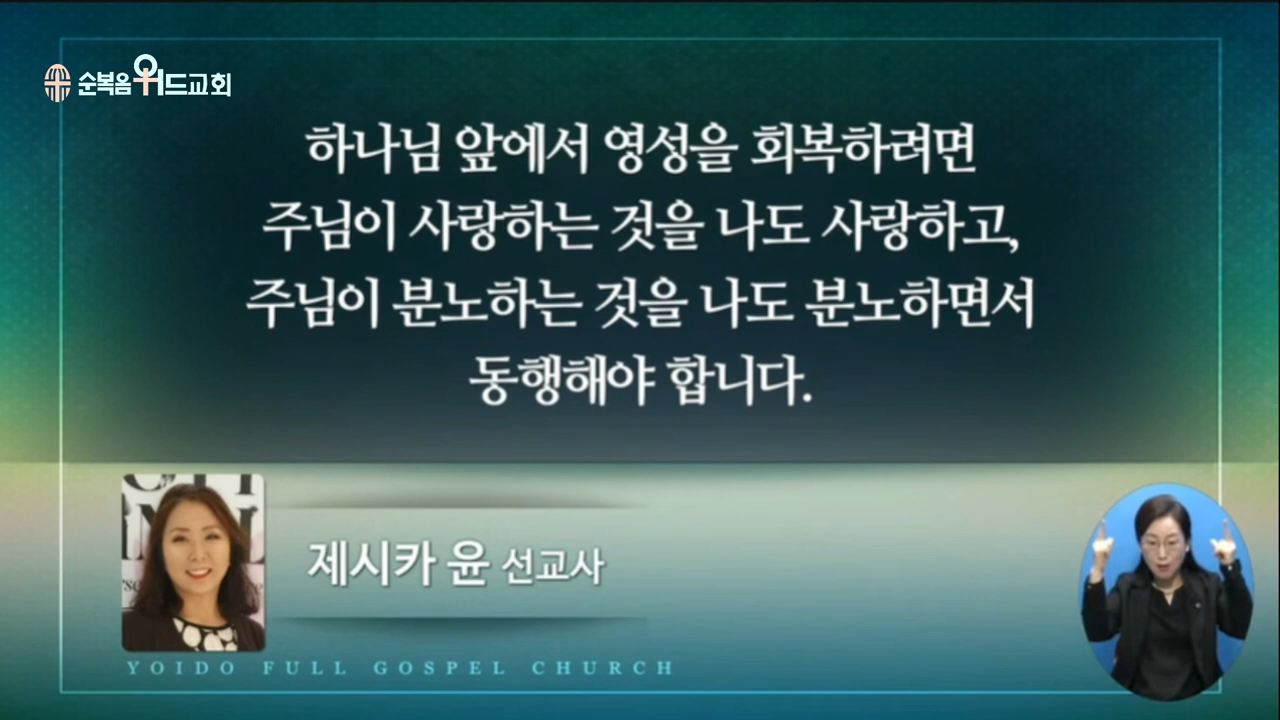 순복음워드교회
하나님 앞에서 영성을 회복하려면
주님이 사랑하는 것을 나도 사랑하고,
주님이 분노하는 것을 나도 분노하면서
동행해야 합니다.
제시카 윤 선교사
YOIDO FULL GOSPEL CHURCH